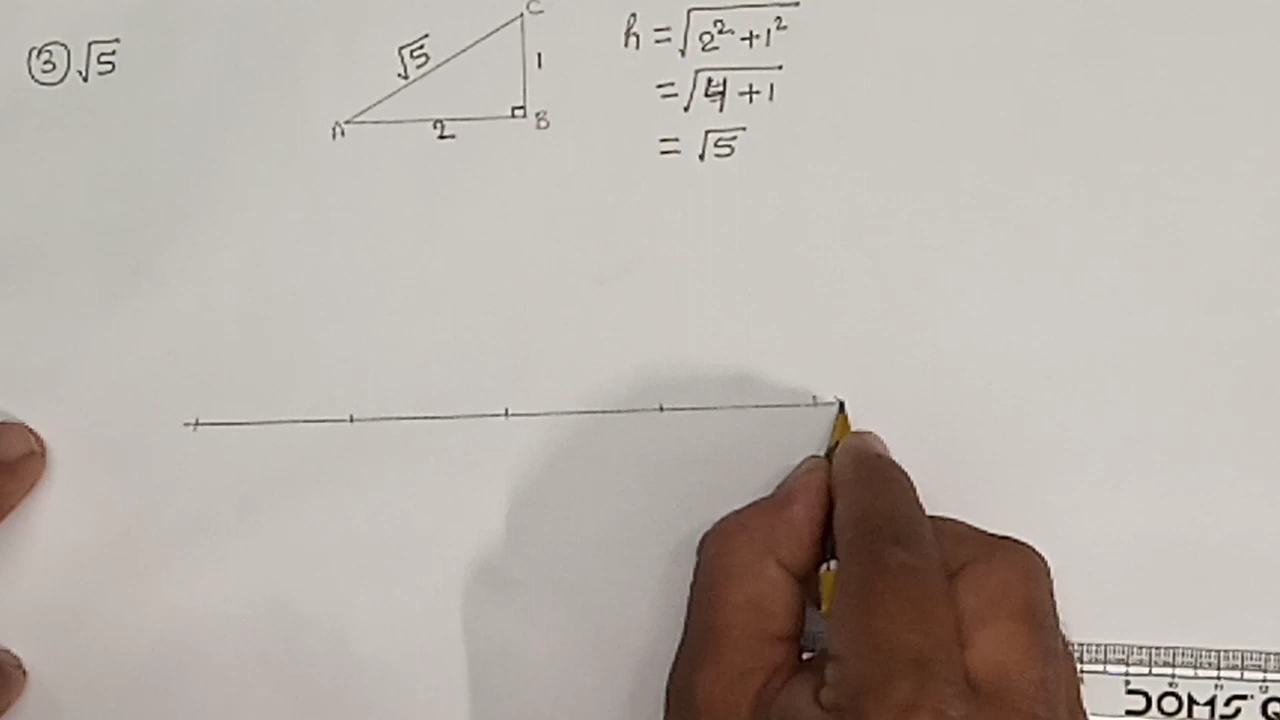 ③ √5
C
√5
1
A
2
B
h = √2² + 1²
= √4 + 1
= √5
DOMS